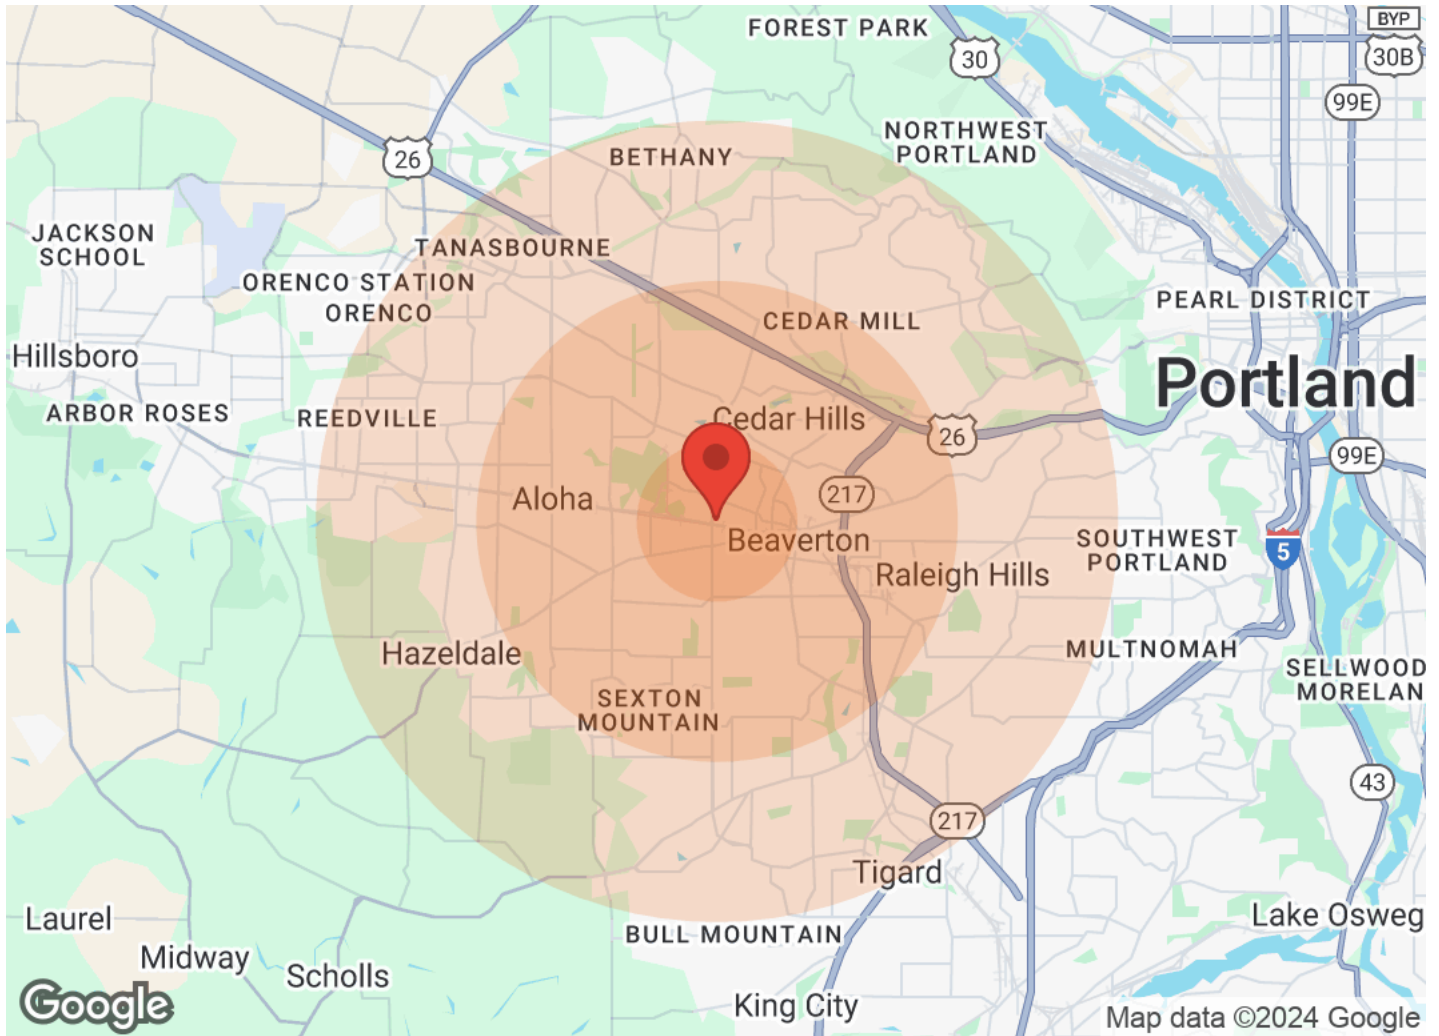 FOREST PARK
BYP
30
30B
99E
NORTHWEST
PORTLAND
BETHANY
26
JACKSON
SCHOOL
TANASBOURNE
ORENCO STATION
ORENCO
CEDAR MILL
PEARL DISTRICT
Hillsboro
Portland
ARBOR ROSES
REEDVILLE
Cedar Hills
26
99E
Aloha
217
Beaverton
SOUTHWEST
PORTLAND
5
Raleigh Hills
Hazeldale
MULTNOMAH
SELLWOOD
MORELAN
SEXTON
MOUNTAIN
43
217
Tigard
Laurel
Lake Osweg
BULL MOUNTAIN
Midway
Scholls
King City
Google
Map data ©2024 Google